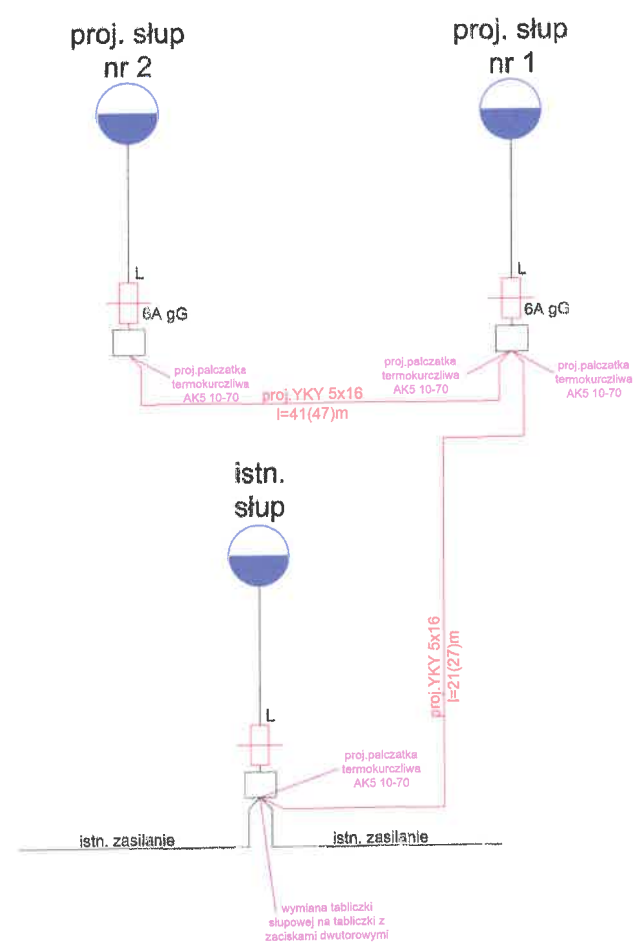 proj. słup
nr 2
proj. słup
nr 1
L
6A gG
L
6A gG
proj.palczatka
termokurczliwa
AK5 10-70
proj.palczatka
termokurczliwa
AK5 10-70
proj.palczatka
termokurczliwa
AK5 10-70
proj.YKY 5x16
l=41(47)m
istn.
słup
proj.YKY 5x16
l=21(27)m
L
proj.palczatka
termokurczliwa
AK5 10-70
istn. zasilanie
istn. zasilanie
wymiana tabliczki
słupowej na tabliczki z
zaciskami dwutorowymi